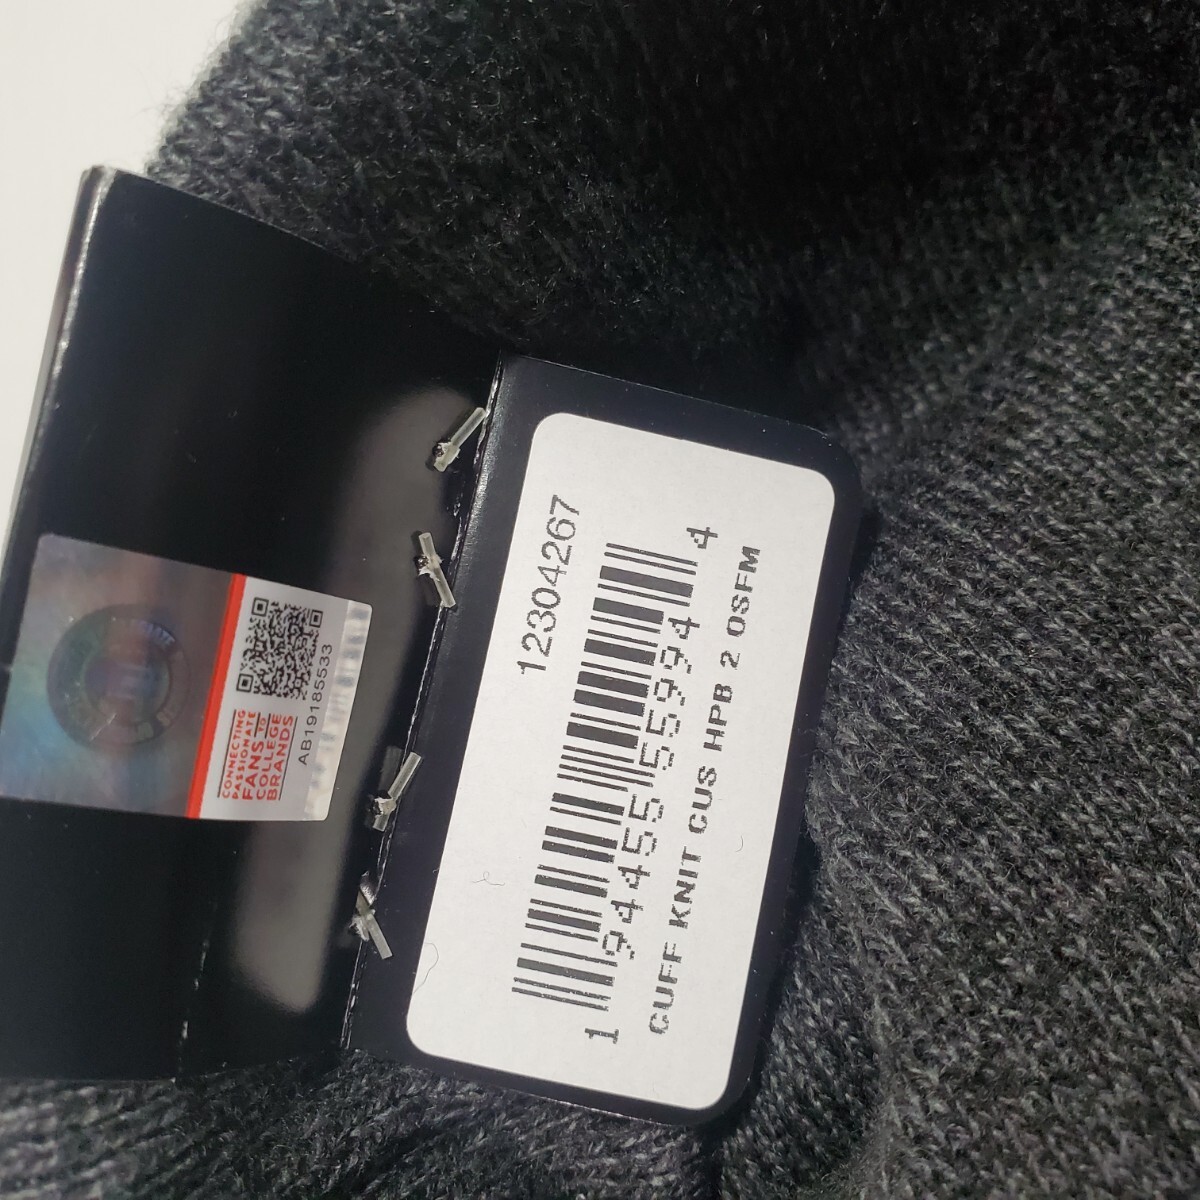 12304267
1 94455 55994 4
CUFF KNIT CUS HPB 2 OSFM
CONNECTING
PASSIONATE
FANS TO
COLLEGE
BRANDS
AB19185533